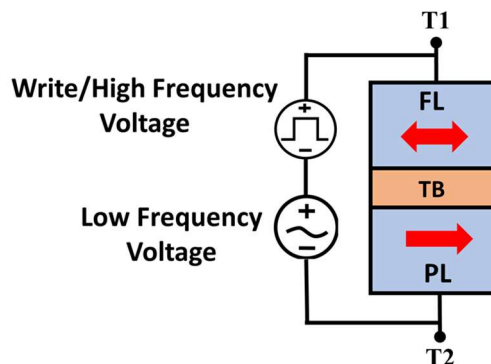 T1
Write/High Frequency
Voltage
FL
TB
Low Frequency
Voltage
PL
T2